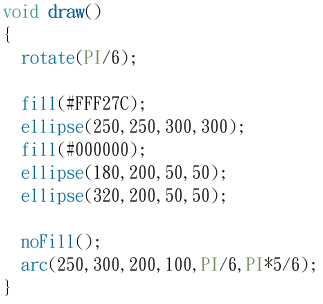 void draw()
{
  rotate(PI/6);

  fill(#FFF27C);
  ellipse(250,250,300,300);
  fill(#000000);
  ellipse(180,200,50,50);
  ellipse(320,200,50,50);

  noFill();
  arc(250,300,200,100,PI/6,PI*5/6);
}